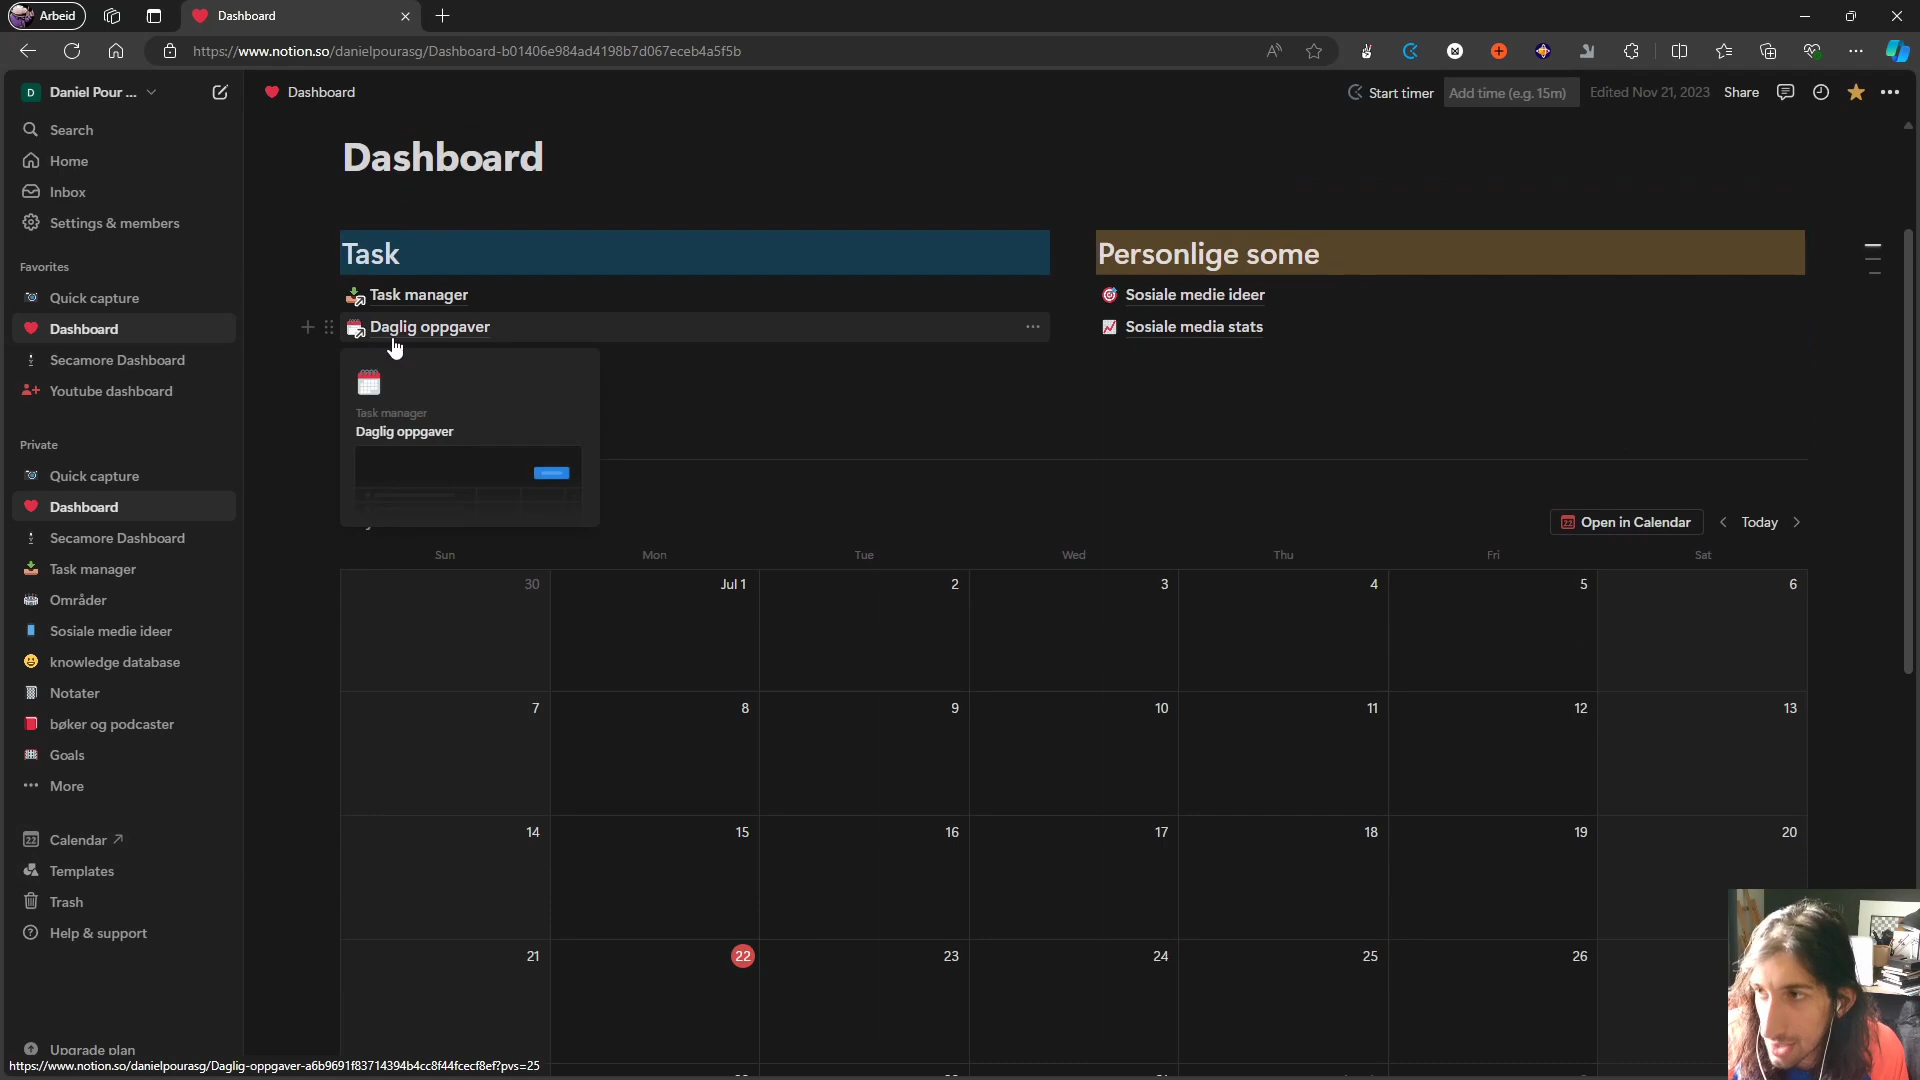 Arbeid
Dashboard
https://www.notion.so/danielpourasg/Dashboard-b01406e984ad4198b7d067eceb4a5f5b
D Daniel Pour ...
Dashboard
Start timer
Add time (e.g. 15m)
Edited Nov 21, 2023
Share
Search
Home
Inbox
Settings & members
Favorites
Quick capture
Dashboard
Secamore Dashboard
Youtube dashboard
Private
Quick capture
Dashboard
Secamore Dashboard
Task manager
Områder
Sosiale medie ideer
knowledge database
Notater
bøker og podcaster
Goals
More
22 Calendar
Templates
Trash
Help & support
Upgrade plan
Dashboard
Task
Task manager
Daglig oppgaver
Task manager
Daglig oppgaver
Personlige some
Sosiale medie ideer
Sosiale media stats
22 Open in Calendar
Today
Sun Mon Tue Wed Thu Fri Sat
30 Jul 1 2 3 4 5 6
7 8 9 10 11 12 13
14 15 16 17 18 19 20
21 22 23 24 25 26
https://www.notion.so/danielpourasg/Daglig-oppgaver-a6b9691f83714394b4cc8f44fcecf8ef?pvs=25